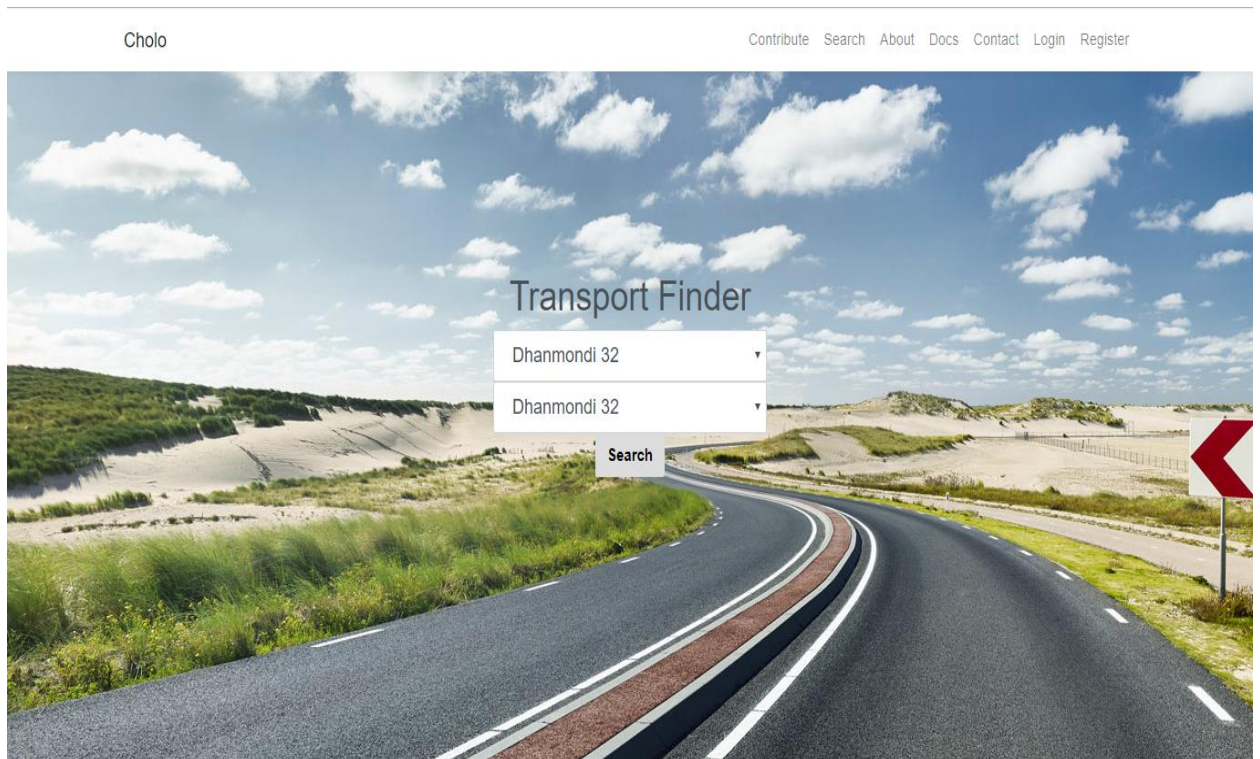 Cholo
Contribute Search About Docs Contact Login Register
Transport Finder
Dhanmondi 32
Dhanmondi 32
Search